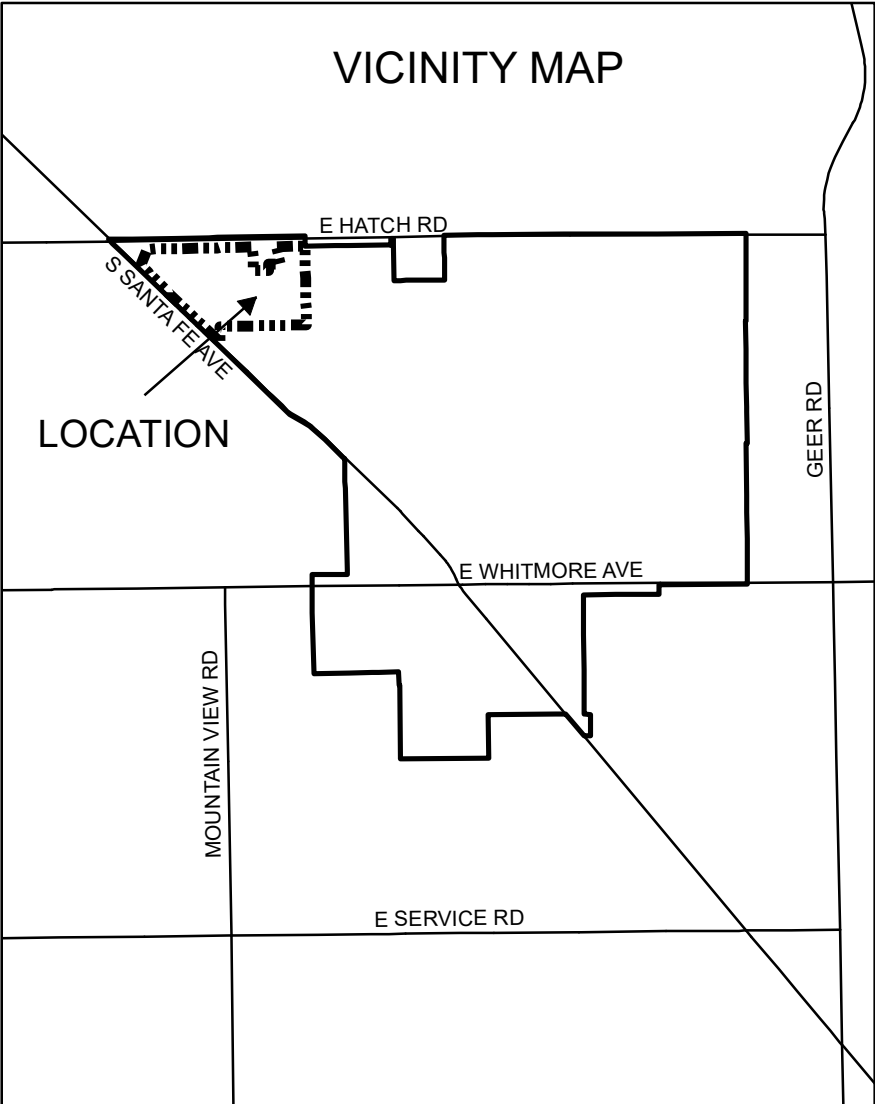 VICINITY MAP
E HATCH RD
S SANTA FE AVE
LOCATION
GEER RD
E WHITMORE AVE
MOUNTAIN VIEW RD
E SERVICE RD